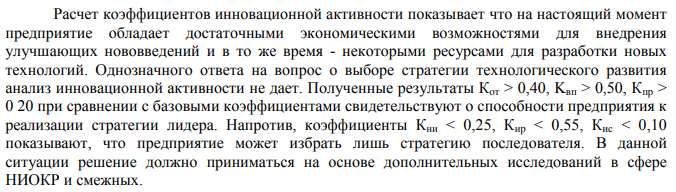 Расчет коэффициентов инновационной активности показывает что на настоящий момент
предприятие обладает достаточными экономическими возможностями для внедрения
улучшающих нововведений и в то же время - некоторыми ресурсами для разработки новых
технологий. Однозначного ответа на вопрос о выборе стратегии технологического развития
анализ инновационной активности не дает. Полученные результаты Кот > 0,40, Квп > 0,50, Кпр >
0 20 при сравнении с базовыми коэффициентами свидетельствуют о способности предприятия к
реализации стратегии лидера. Напротив, коэффициенты Кни < 0,25, Кир < 0,55, Кис < 0,10
показывают, что предприятие может избрать лишь стратегию последователя. В данной
ситуации решение должно приниматься на основе дополнительных исследований в сфере
НИОКР и смежных.